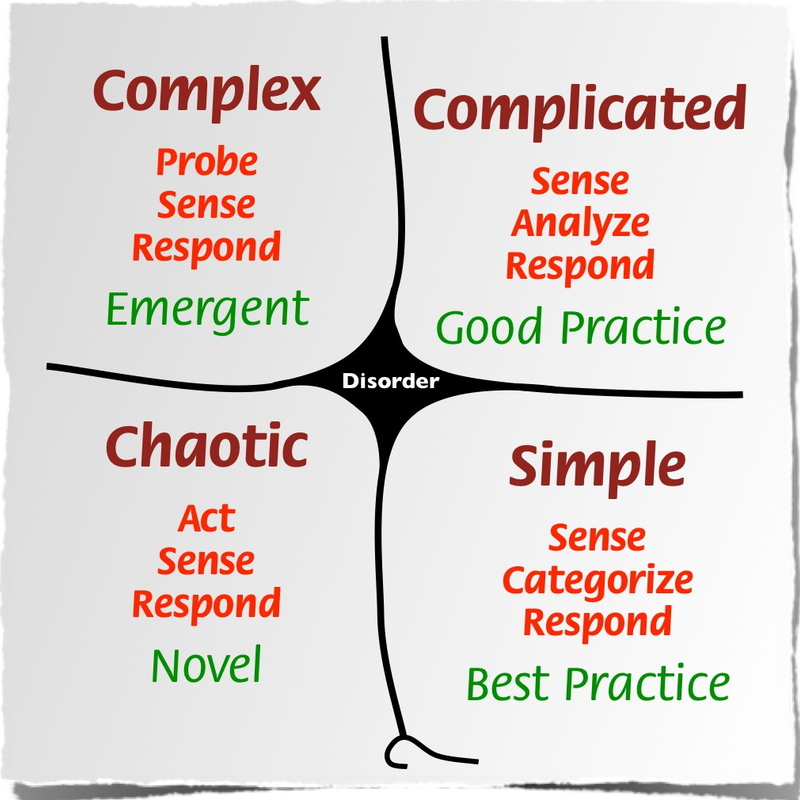 Complex
Probe
Sense
Respond
Emergent
Complicated
Sense
Analyze
Respond
Good Practice
Disorder
Chaotic
Act
Sense
Respond
Novel
Simple
Sense
Categorize
Respond
Best Practice